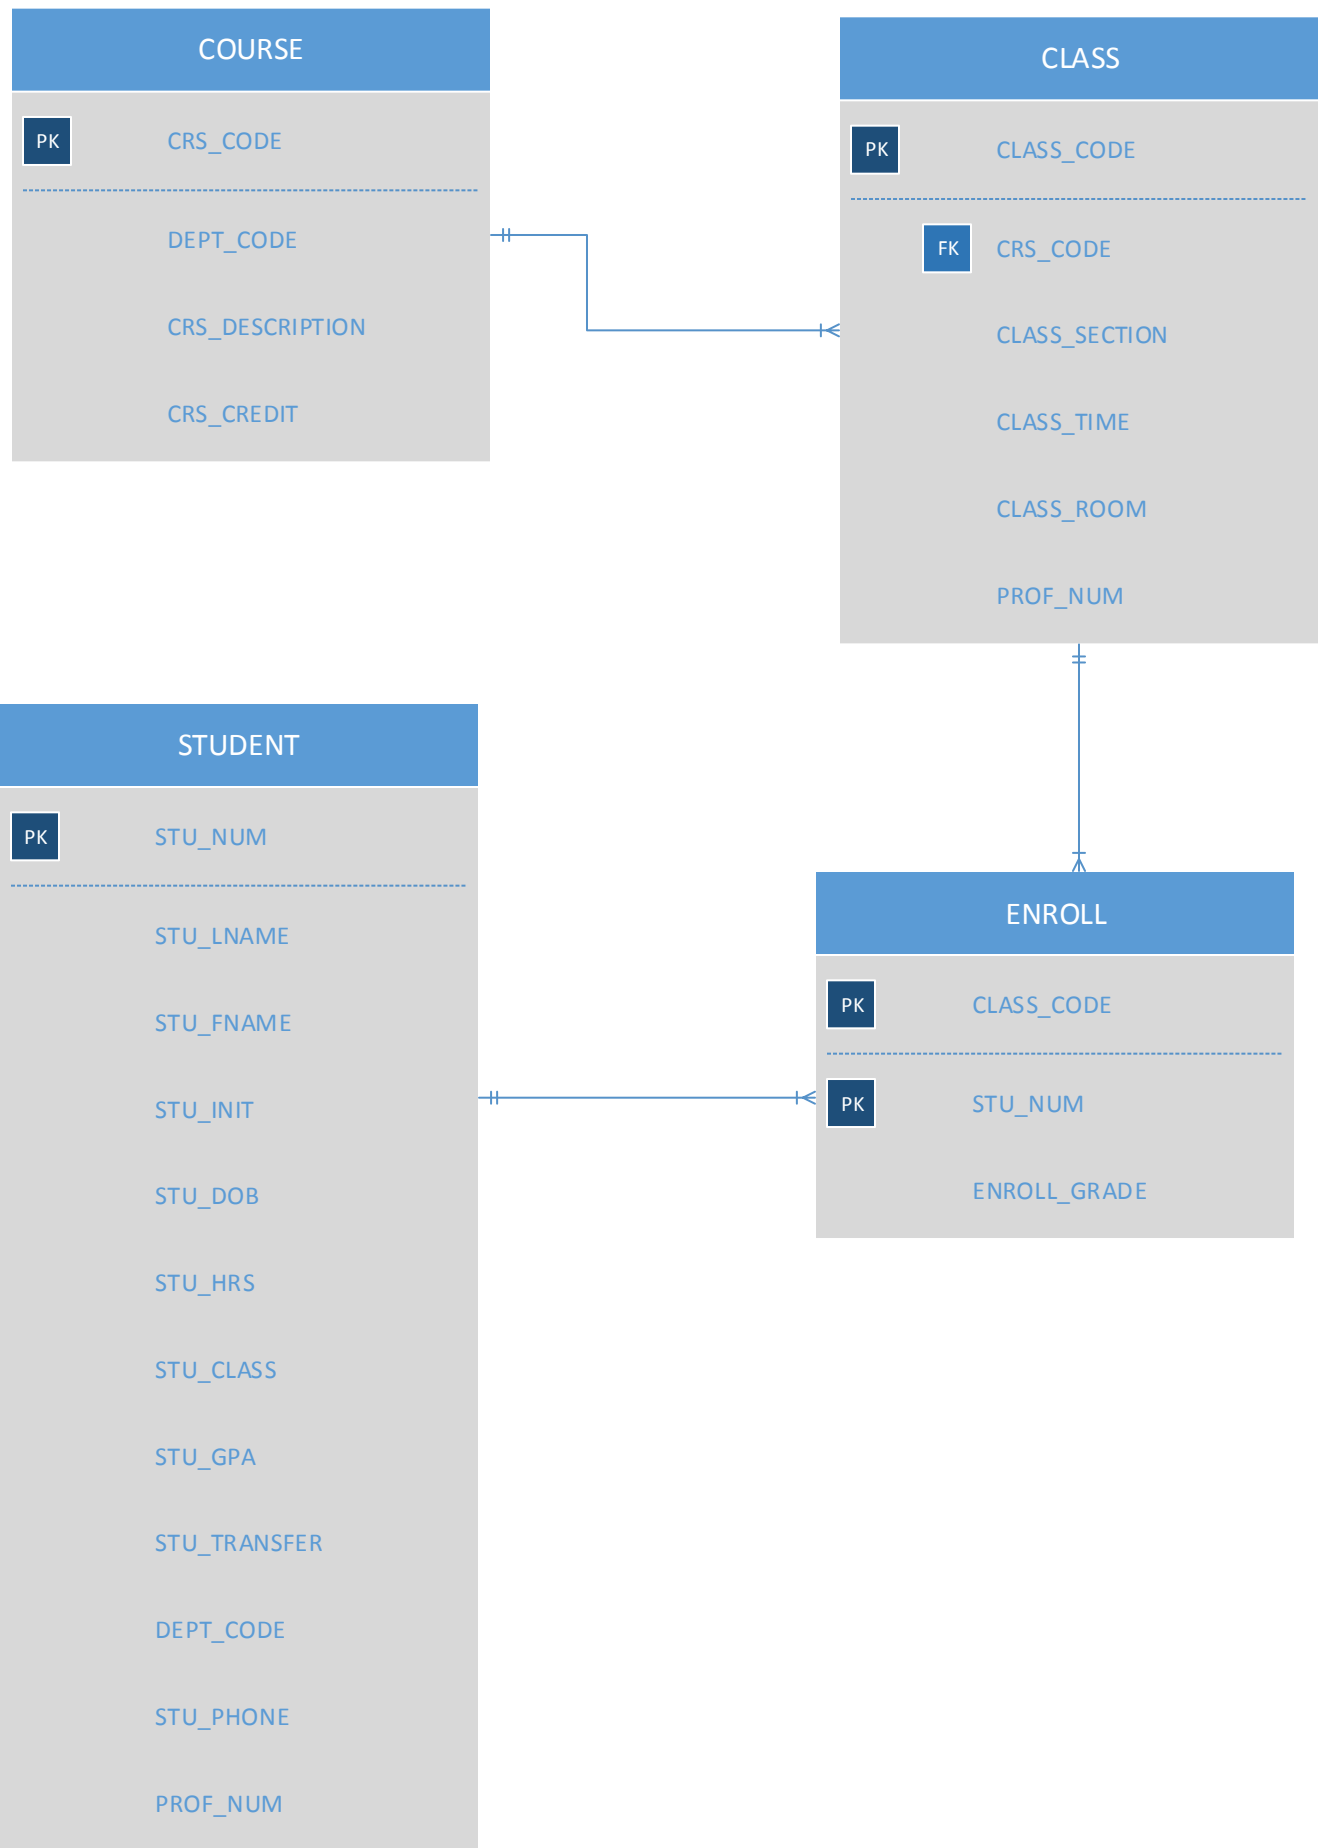 COURSE
PK CRS_CODE
DEPT_CODE
CRS_DESCRIPTION
CRS_CREDIT
CLASS
PK CLASS_CODE
FK CRS_CODE
CLASS_SECTION
CLASS_TIME
CLASS_ROOM
PROF_NUM
STUDENT
PK STU_NUM
STU_LNAME
STU_FNAME
STU_INIT
STU_DOB
STU_HRS
STU_CLASS
STU_GPA
STU_TRANSFER
DEPT_CODE
STU_PHONE
PROF_NUM
ENROLL
PK CLASS_CODE
PK STU_NUM
ENROLL_GRADE